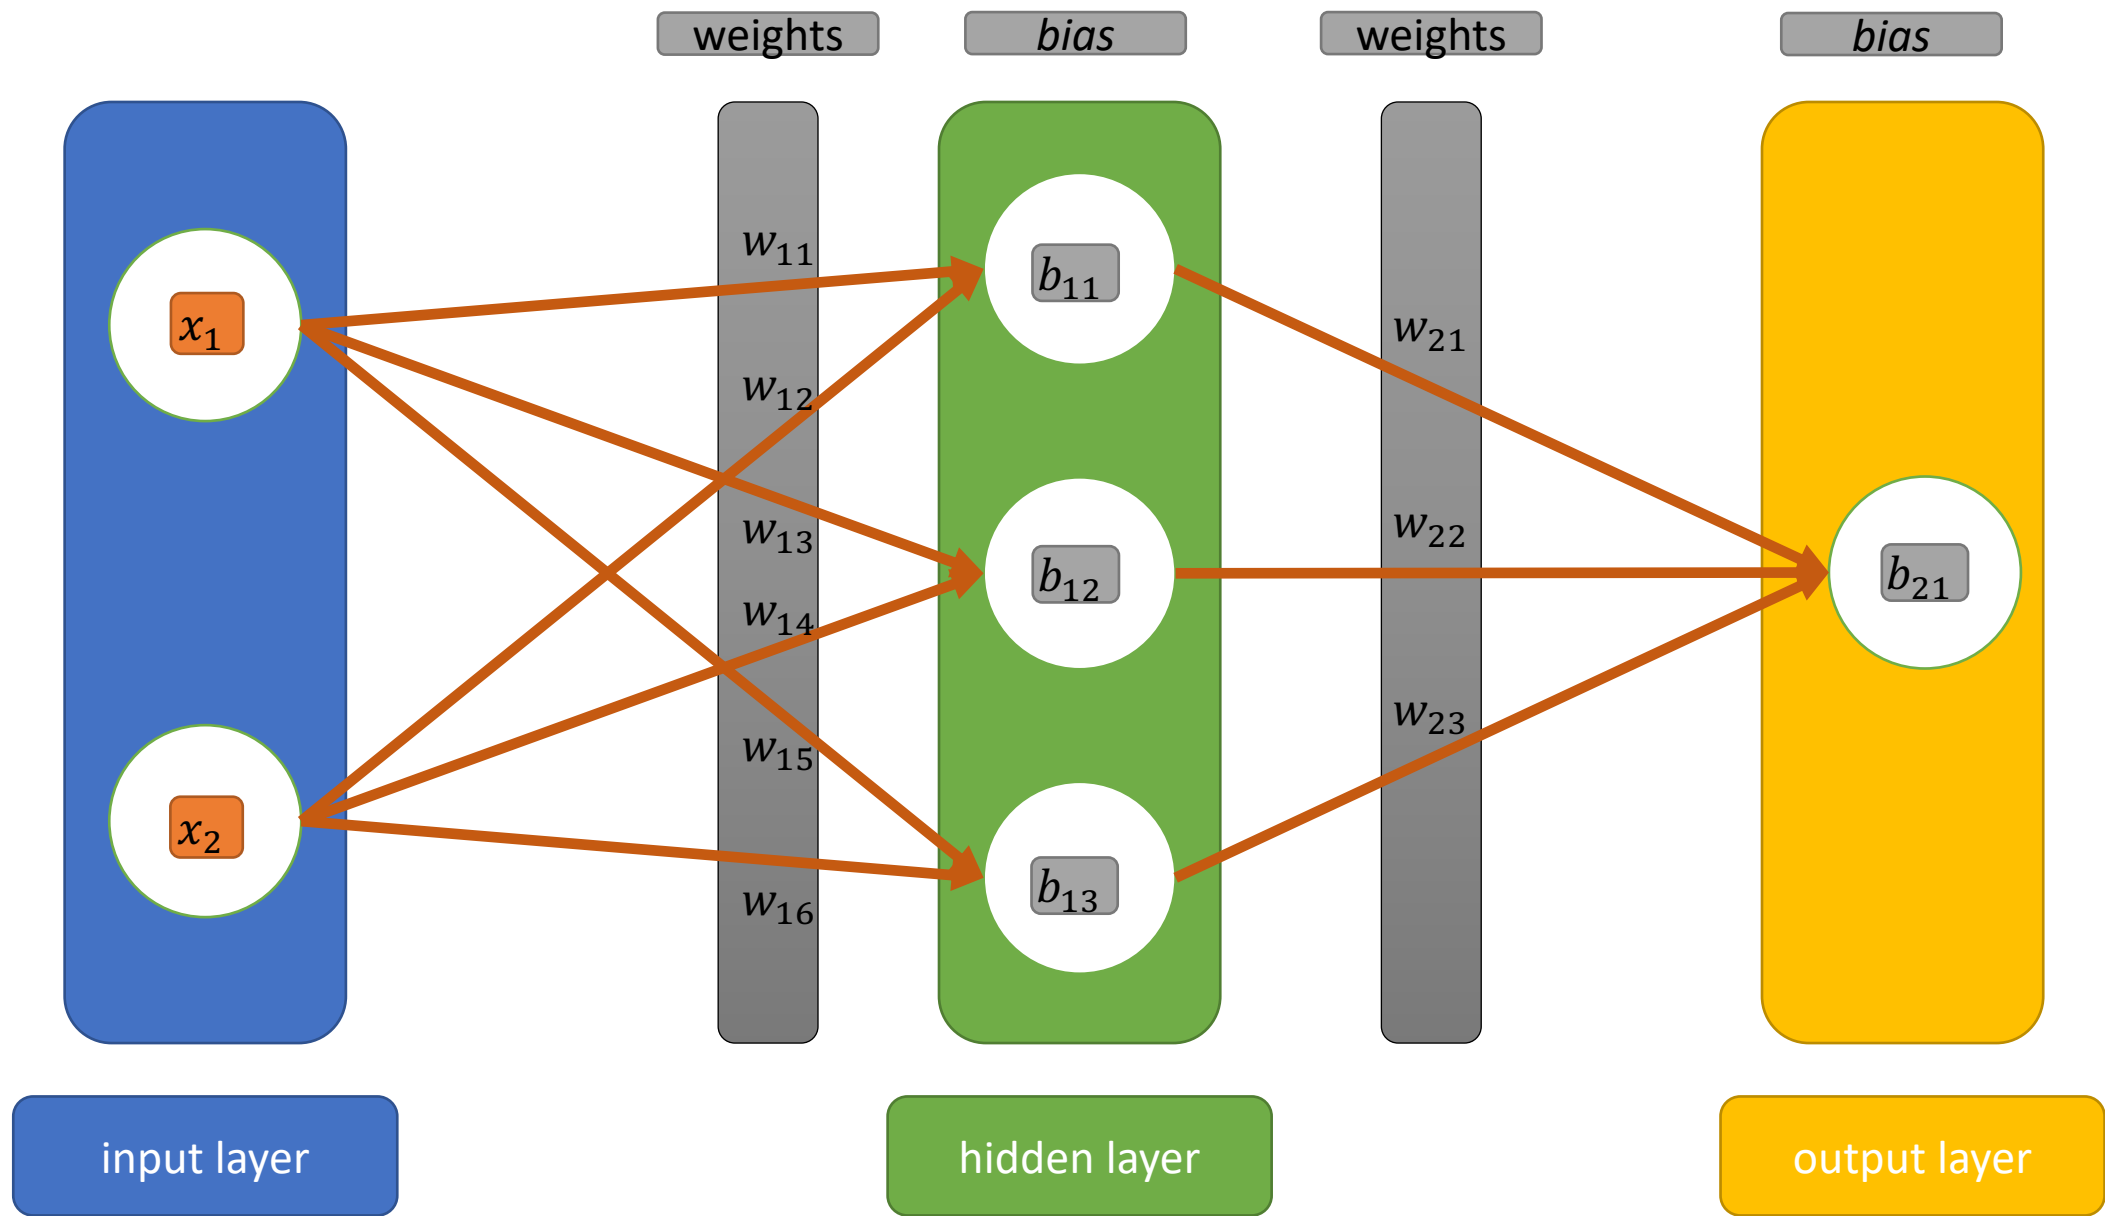 weights
bias
weights
bias
x₁
x₂
w₁₁
w₁₂
w₁₃
w₁₄
w₁₅
w₁₆
b₁₁
b₁₂
b₁₃
w₂₁
w₂₂
w₂₃
b₂₁
input layer
hidden layer
output layer